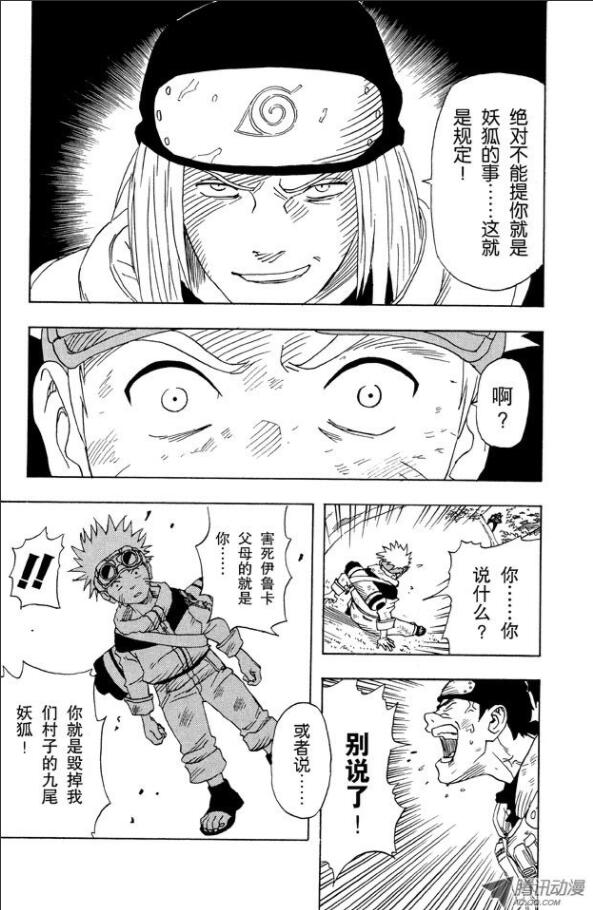 绝对不能提你就是
妖狐的事……这就
是规定！
啊？
你……你
说什么？
别说了！
害死伊鲁卡
父母的就是
你……
!!
或者说……
你就是毁掉我
们村子的九尾
妖狐！
腾讯动漫
AC.QQ.COM